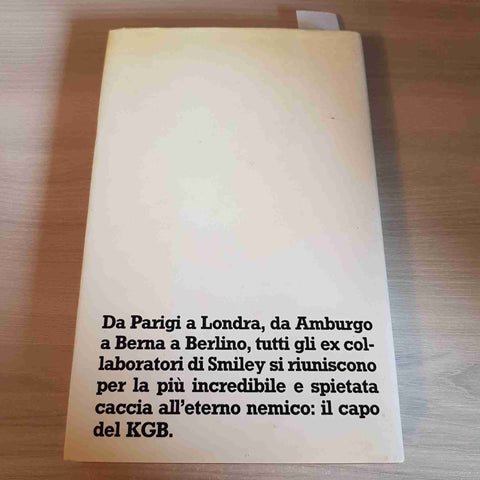 Da Parigi a Londra, da Amburgo
a Berna a Berlino, tutti gli ex col-
laboratori di Smiley si riuniscono
per la più incredibile e spietata
caccia all'eterno nemico: il capo
del KGB.